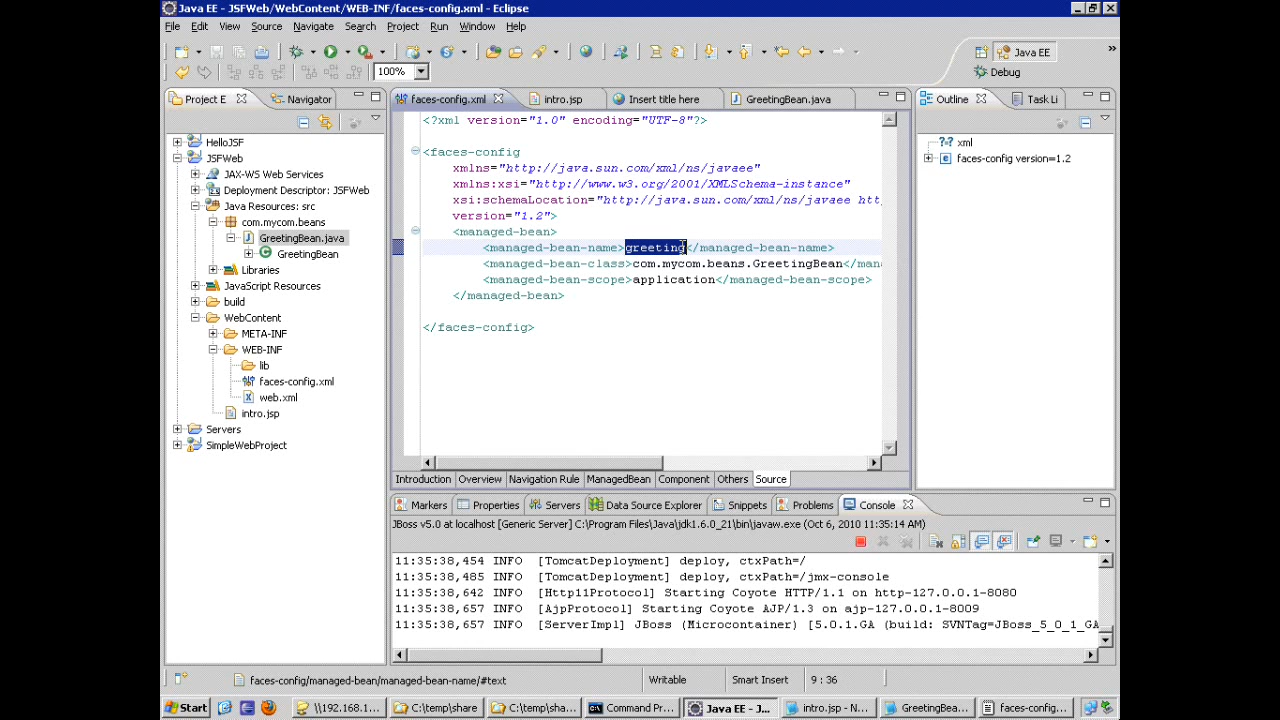 Java EE - JSFWeb/WebContent/WEB-INF/faces-config.xml - Eclipse
File Edit View Source Navigate Search Project Run Window Help
Java EE
100%
Debug
Project E
Navigator
faces-config.xml
intro.jsp
Insert title here
GreetingBean.java
Outline
Task Li
HelloJSF
JSFWeb
JAX-WS Web Services
Deployment Descriptor: JSFWeb
Java Resources: src
com.mycom.beans
GreetingBean.java
GreetingBean
Libraries
JavaScript Resources
build
WebContent
META-INF
WEB-INF
lib
faces-config.xml
web.xml
intro.jsp
Servers
SimpleWebProject
<?xml version="1.0" encoding="UTF-8"?>
<faces-config
xmlns="http://java.sun.com/xml/ns/javaee"
xmlns:xsi="http://www.w3.org/2001/XMLSchema-instance"
xsi:schemaLocation="http://java.sun.com/xml/ns/javaee htt
version="1.2">
<managed-bean>
<managed-bean-name>greeting</managed-bean-name>
<managed-bean-class>com.mycom.beans.GreetingBean</mana
<managed-bean-scope>application</managed-bean-scope>
</managed-bean>
</faces-config>
xml
faces-config version=1.2
Introduction Overview Navigation Rule ManagedBean Component Others Source
Markers Properties Servers Data Source Explorer Snippets Problems Console
JBoss v5.0 at localhost [Generic Server] C:\Program Files\Java\jdk1.6.0_21\bin\javaw.exe (Oct 6, 2010 11:35:14 AM)
11:35:38,454 INFO [TomcatDeployment] deploy, ctxPath=/
11:35:38,485 INFO [TomcatDeployment] deploy, ctxPath=/jmx-console
11:35:38,642 INFO [Http11Protocol] Starting Coyote HTTP/1.1 on http-127.0.0.1-8080
11:35:38,657 INFO [AjpProtocol] Starting Coyote AJP/1.3 on ajp-127.0.0.1-8009
11:35:38,657 INFO [ServerImpl] JBoss (Microcontainer) [5.0.1.GA (build: SVNTag=JBoss_5_0_1_GA
faces-config/managed-bean/managed-bean-name/#text
Writable
Smart Insert
9 : 36
Start
\\192.168.1...
C:\temp\share
C:\temp\sha...
Command Pr...
Java EE - J...
intro.jsp - N...
GreetingBea...
faces-config....
11:39 AM